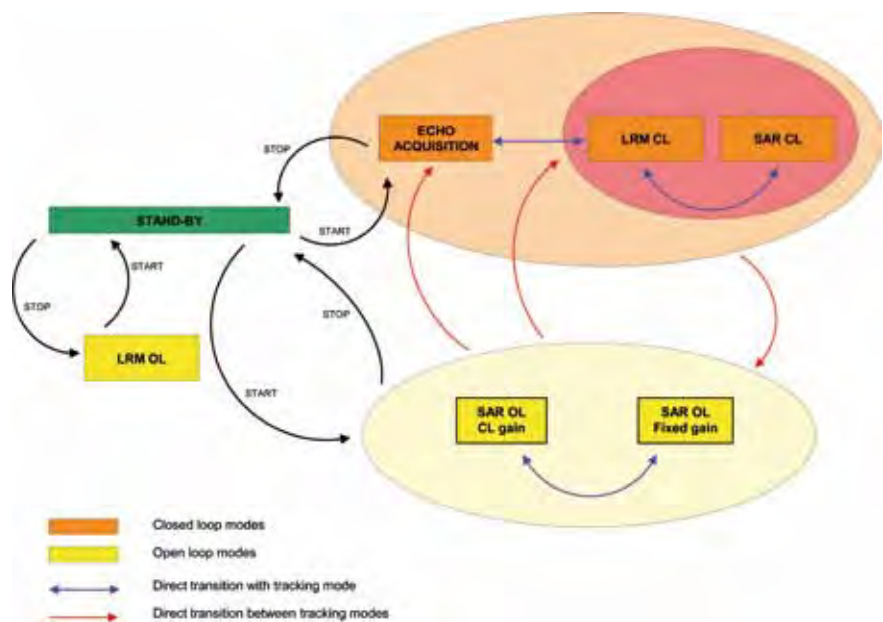 ECHO
ACQUISITION
LRM CL
SAR CL
STOP
STAHD-BY
START
START
STOP
STOP
LRM OL
START
SAR OL
CL gain
SAR OL
Fixed gain
Closed loop modes
Open loop modes
Direct transition with tracking mode
Direct transition between tracking modes